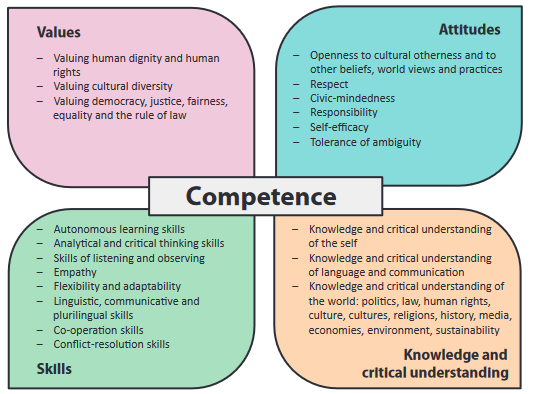 Values
– Valuing human dignity and human
rights
– Valuing cultural diversity
– Valuing democracy, justice, fairness,
equality and the rule of law
Attitudes
– Openness to cultural otherness and to
other beliefs, world views and practices
– Respect
– Civic-mindedness
– Responsibility
– Self-efficacy
– Tolerance of ambiguity
Competence
– Autonomous learning skills
– Analytical and critical thinking skills
– Skills of listening and observing
– Empathy
– Flexibility and adaptability
– Linguistic, communicative and
plurilingual skills
– Co-operation skills
– Conflict-resolution skills
Skills
– Knowledge and critical understanding
of the self
– Knowledge and critical understanding
of language and communication
– Knowledge and critical understanding of
the world: politics, law, human rights,
culture, cultures, religions, history, media,
economies, environment, sustainability
Knowledge and
critical understanding